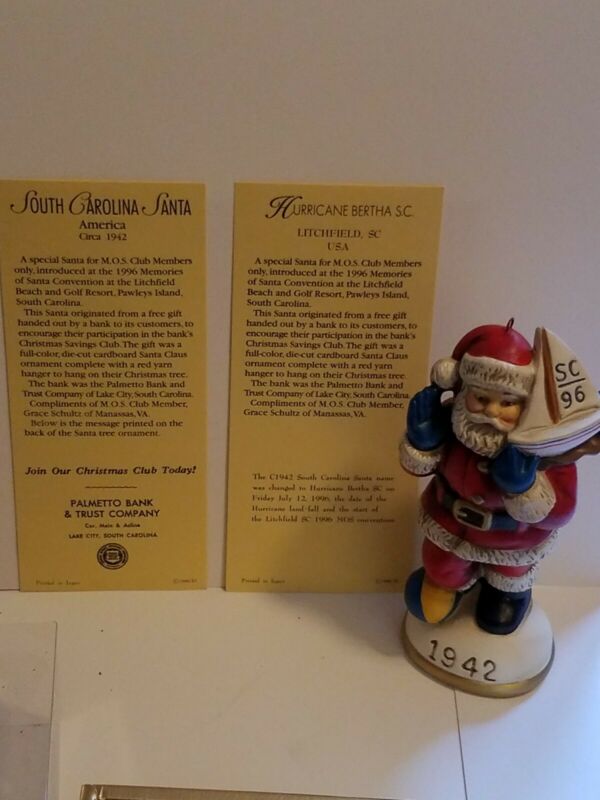 SOUTH CAROLINA SANTA
America
Circa 1942
A special Santa for M.O.S. Club Members
only, introduced at the 1996 Memories
of Santa Convention at the Litchfield
Beach and Golf Resort, Pawleys Island,
South Carolina.
This Santa originated from a free gift
handed out by a bank to its customers, to
encourage their participation in the bank's
Christmas Savings Club. The gift was a
full-color, die-cut cardboard Santa Claus
ornament complete with a red yarn
hanger to hang on their Christmas tree.
The bank was the Palmetto Bank and
Trust Company of Lake City, South Carolina.
Compliments of M.O.S. Club Member,
Grace Schultz of Manassas, VA.
Below is the message printed on the
back of the Santa tree ornament.
Join Our Christmas Club Today!
PALMETTO BANK
& TRUST COMPANY
Cor. Main & Acline
LAKE CITY, SOUTH CAROLINA
Printed in
HURRICANE BERTHA S.C.
LITCHFIELD, SC
USA
A special Santa for M.O.S. Club Members
only, introduced at the 1996 Memories
of Santa Convention at the Litchfield
Beach and Golf Resort, Pawleys Island,
South Carolina.
This Santa originated from a free gift
handed out by a bank to its customers, to
encourage their participation in the bank's
Christmas Savings Club. The gift was a
full-color, die-cut cardboard Santa Claus
ornament complete with a red yarn
hanger to hang on their Christmas tree.
The bank was the Palmetto Bank and
Trust Company of Lake City, South Carolina.
Compliments of M.O.S. Club Member,
Grace Schultz of Manassas, VA.
The C1942 South Carolina Santa name
was changed to Hurricane Bertha SC on
Friday July 12, 1996, the date of the
Hurricane land-fall and the start of
the Litchfield SC 1996 MOS convention
Printed in
SC
96
1942